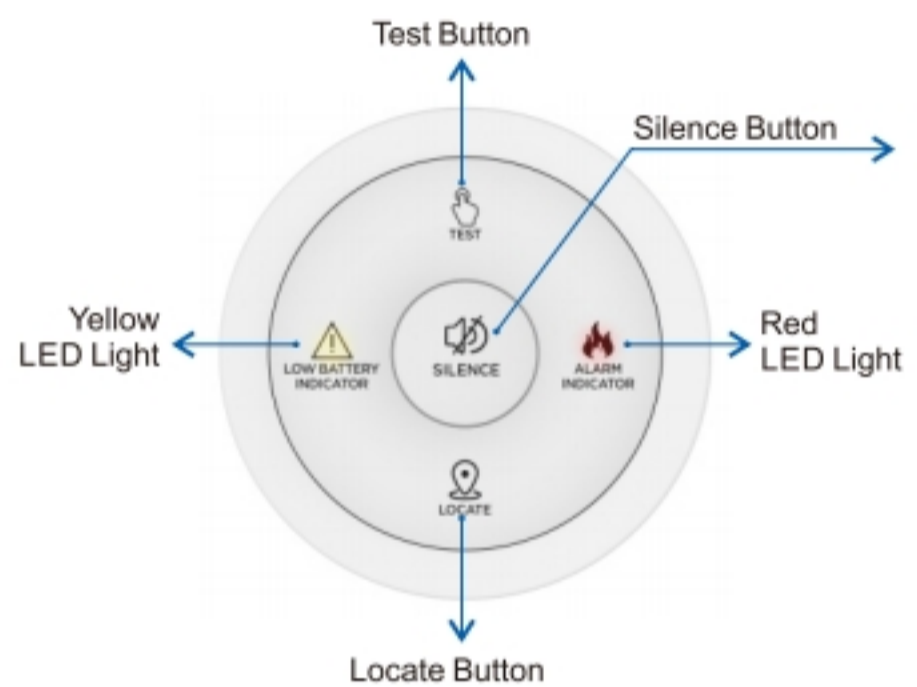 Test Button
Silence Button
TEST
Yellow
LED Light
LOW BATTERY
INDICATOR
SILENCE
ALARM
INDICATOR
Red
LED Light
LOCATE
Locate Button